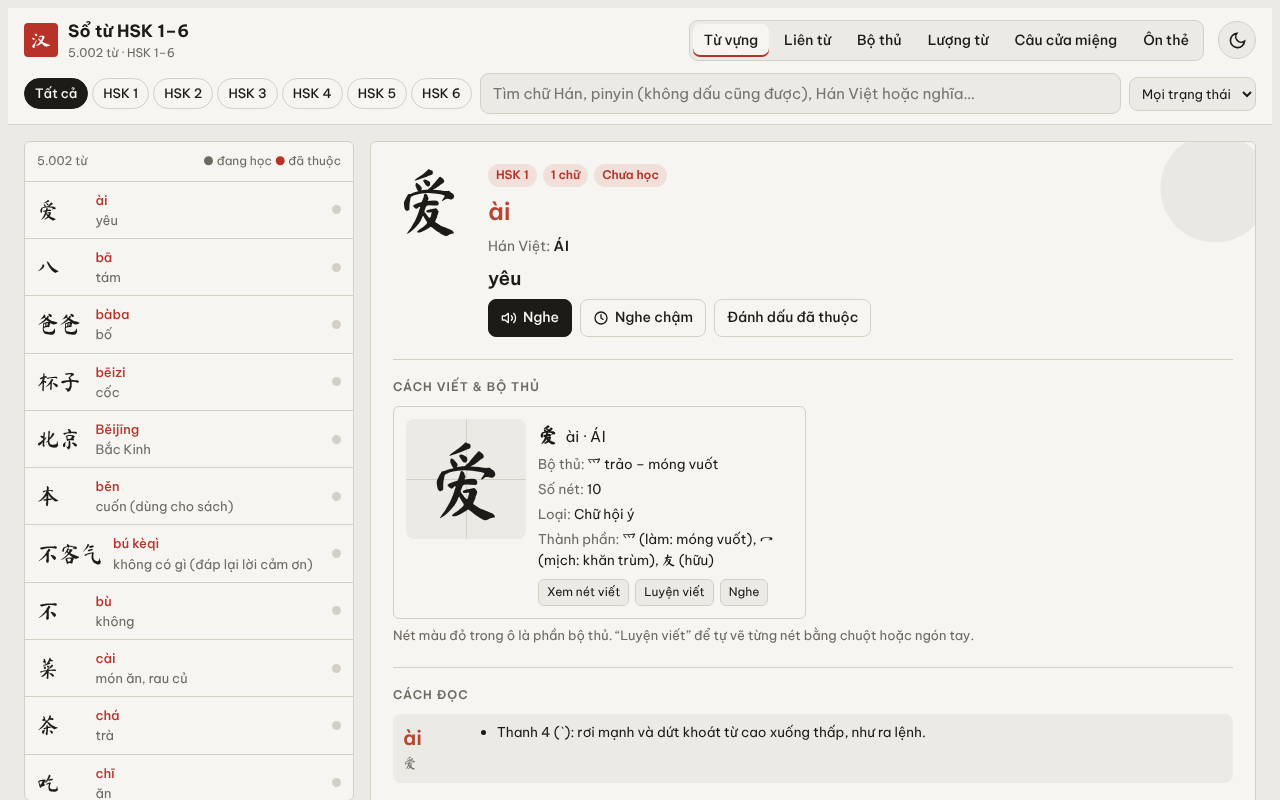 汉
Sổ từ HSK 1–6
5.002 từ · HSK 1–6
Từ vựng Liên từ Bộ thủ Lượng từ Câu cửa miệng Ôn thẻ
Tất cả HSK 1 HSK 2 HSK 3 HSK 4 HSK 5 HSK 6
Tìm chữ Hán, pinyin (không dấu cũng được), Hán Việt hoặc nghĩa...
Mọi trạng thái
5.002 từ
đang học đã thuộc
爱 ài
yêu
八 bā
tám
爸爸 bàba
bố
杯子 bēizi
cốc
北京 Běijīng
Bắc Kinh
本 běn
cuốn (dùng cho sách)
不客气 bú kèqì
không có gì (đáp lại lời cảm ơn)
不 bù
không
菜 cài
món ăn, rau củ
茶 chá
trà
吃 chī
ăn
爱
HSK 1 1 chữ Chưa học
ài
Hán Việt: ÁI
yêu
Nghe Nghe chậm Đánh dấu đã thuộc
CÁCH VIẾT & BỘ THỦ
爱
爱 ài · ÁI
Bộ thủ: 爫 trảo – móng vuốt
Số nét: 10
Loại: Chữ hội ý
Thành phần: 爫 (làm: móng vuốt), 冖
(mịch: khăn trùm), 友 (hữu)
Xem nét viết Luyện viết Nghe
Nét màu đỏ trong ô là phần bộ thủ. “Luyện viết” để tự vẽ từng nét bằng chuột hoặc ngón tay.
CÁCH ĐỌC
ài
爱
• Thanh 4 (ˋ): rơi mạnh và dứt khoát từ cao xuống thấp, như ra lệnh.